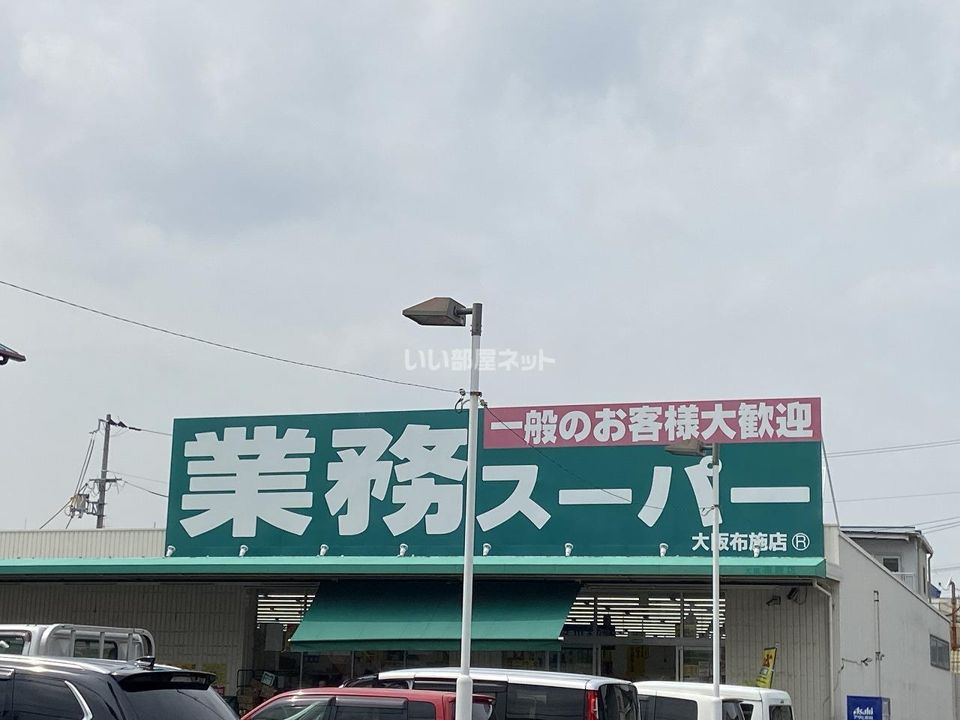 一般のお客様大歓迎
業務スーパー
大阪布施店 Ⓡ
いい部屋ネット
Asahi